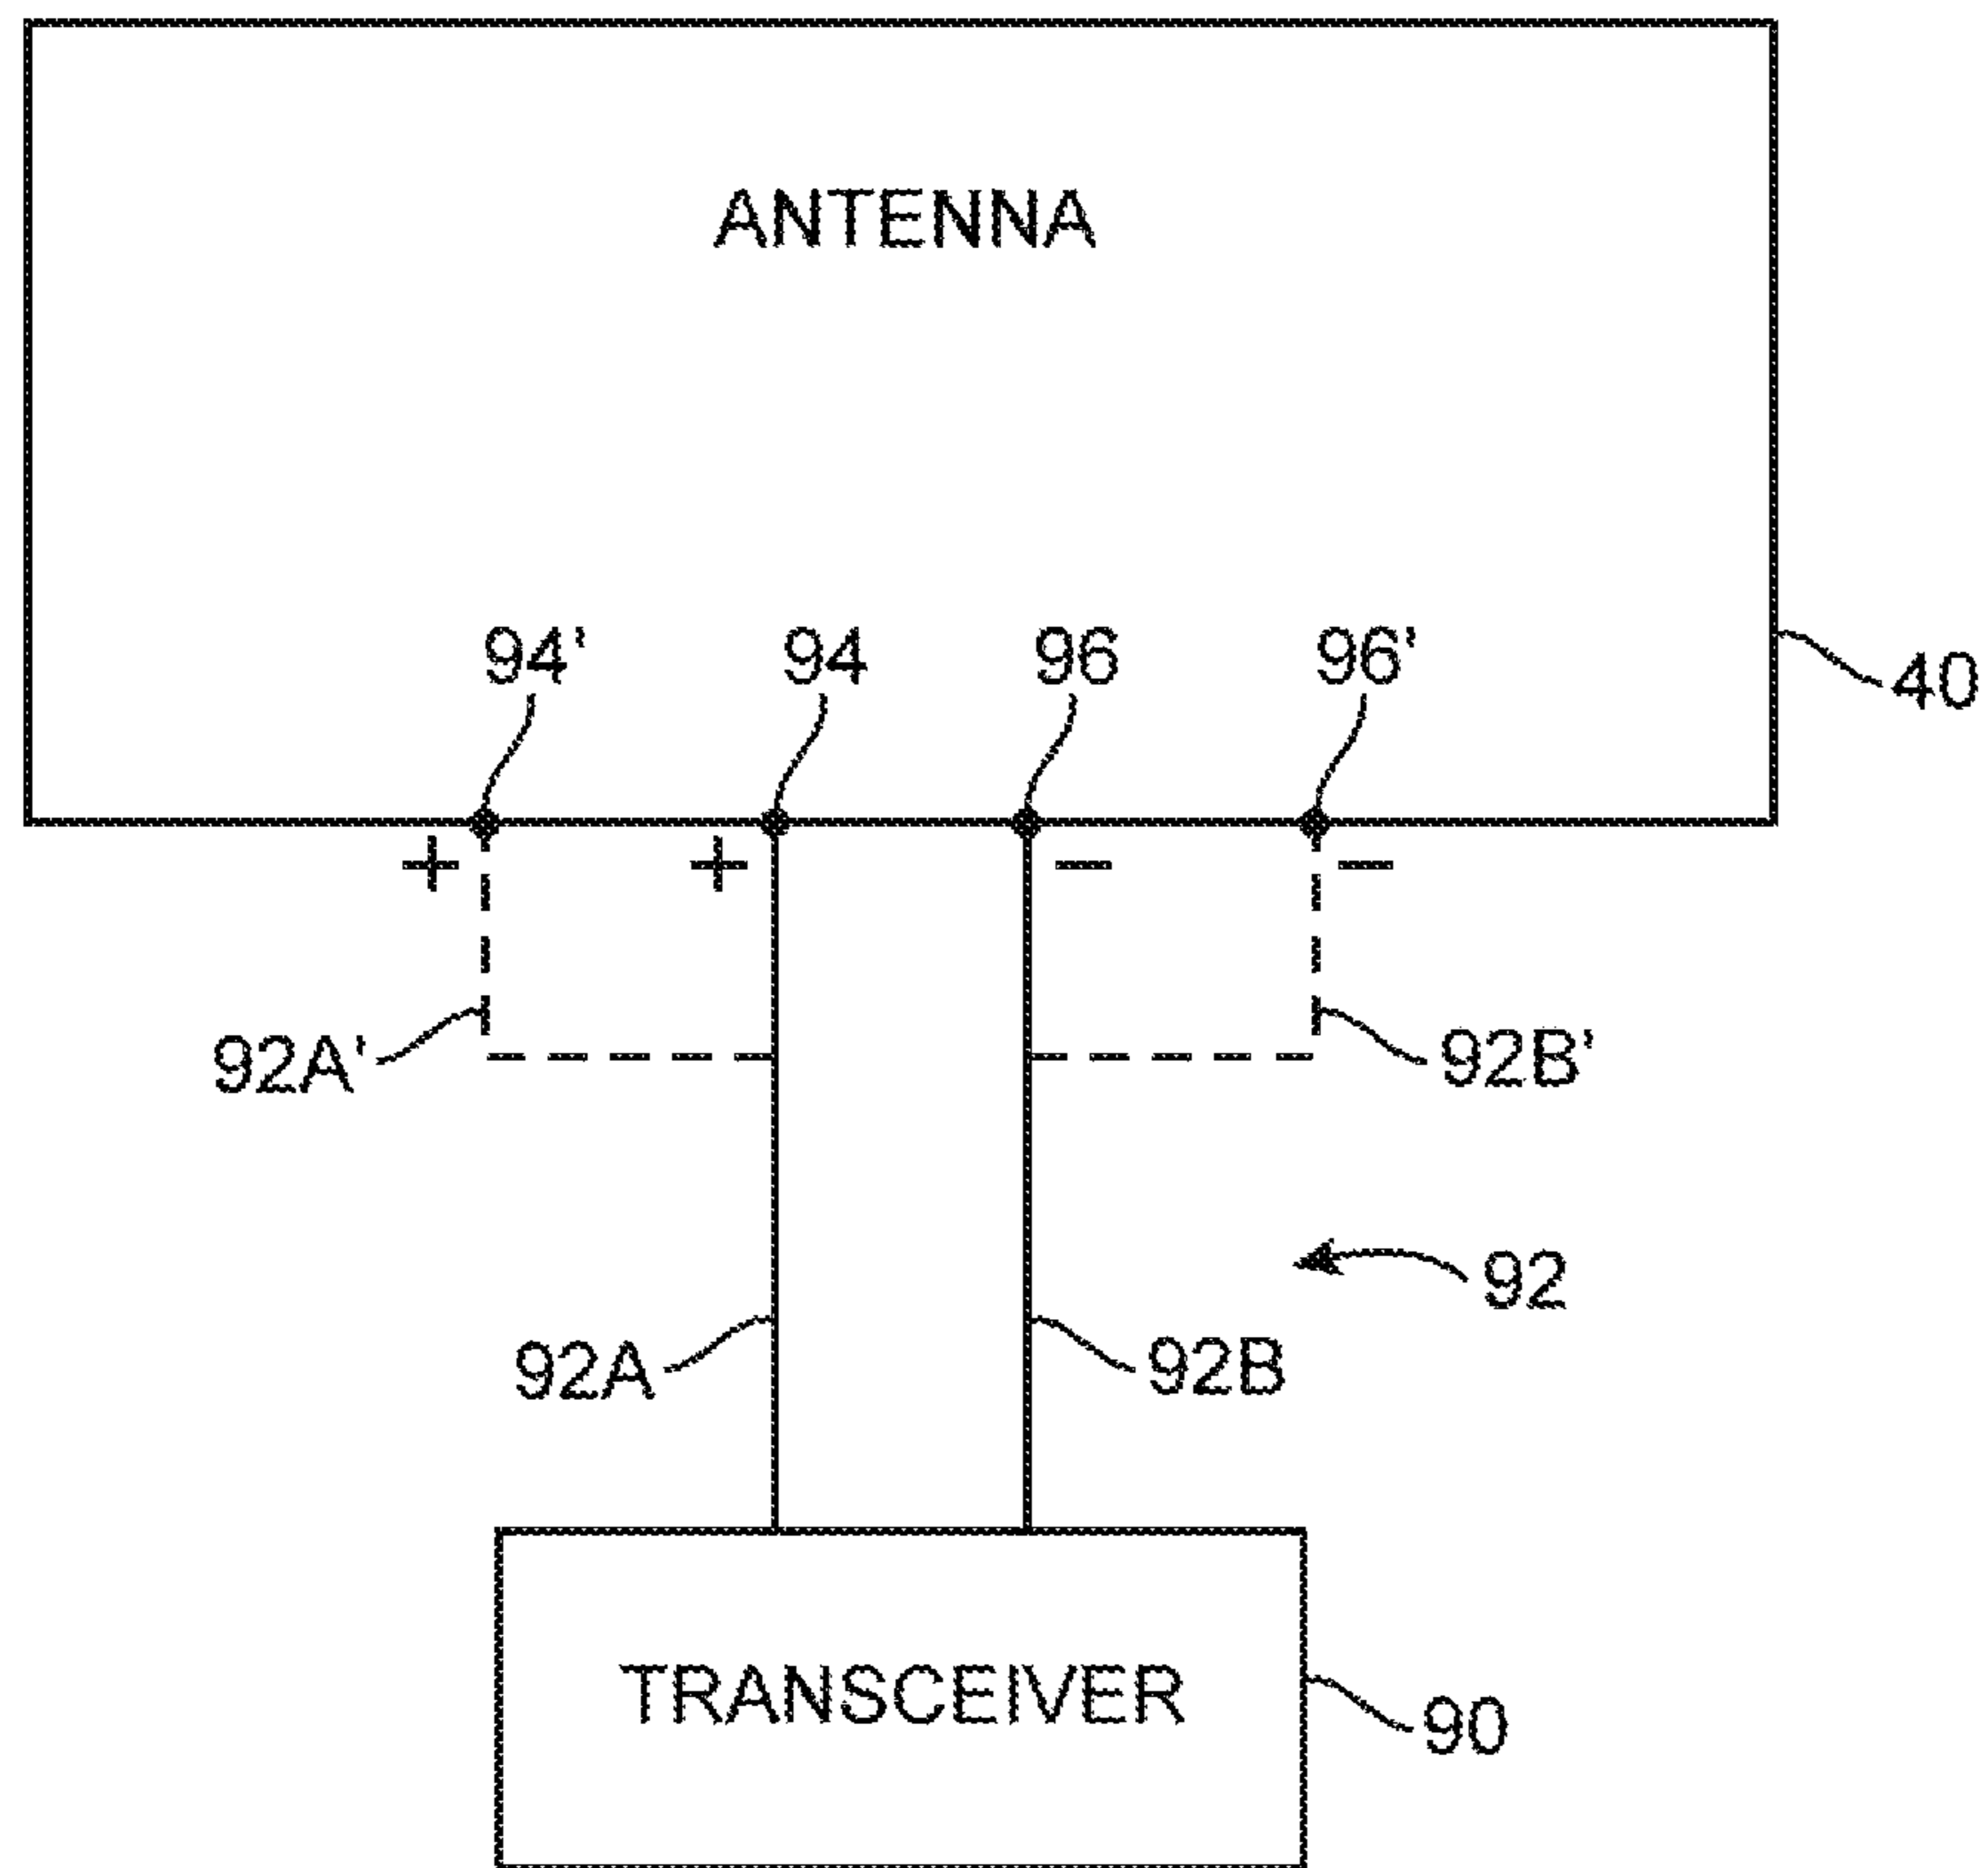 ANTENNA
94' 94 96 96'
40
+ + − −
92A' 92B'
92
92A 92B
TRANSCEIVER
90